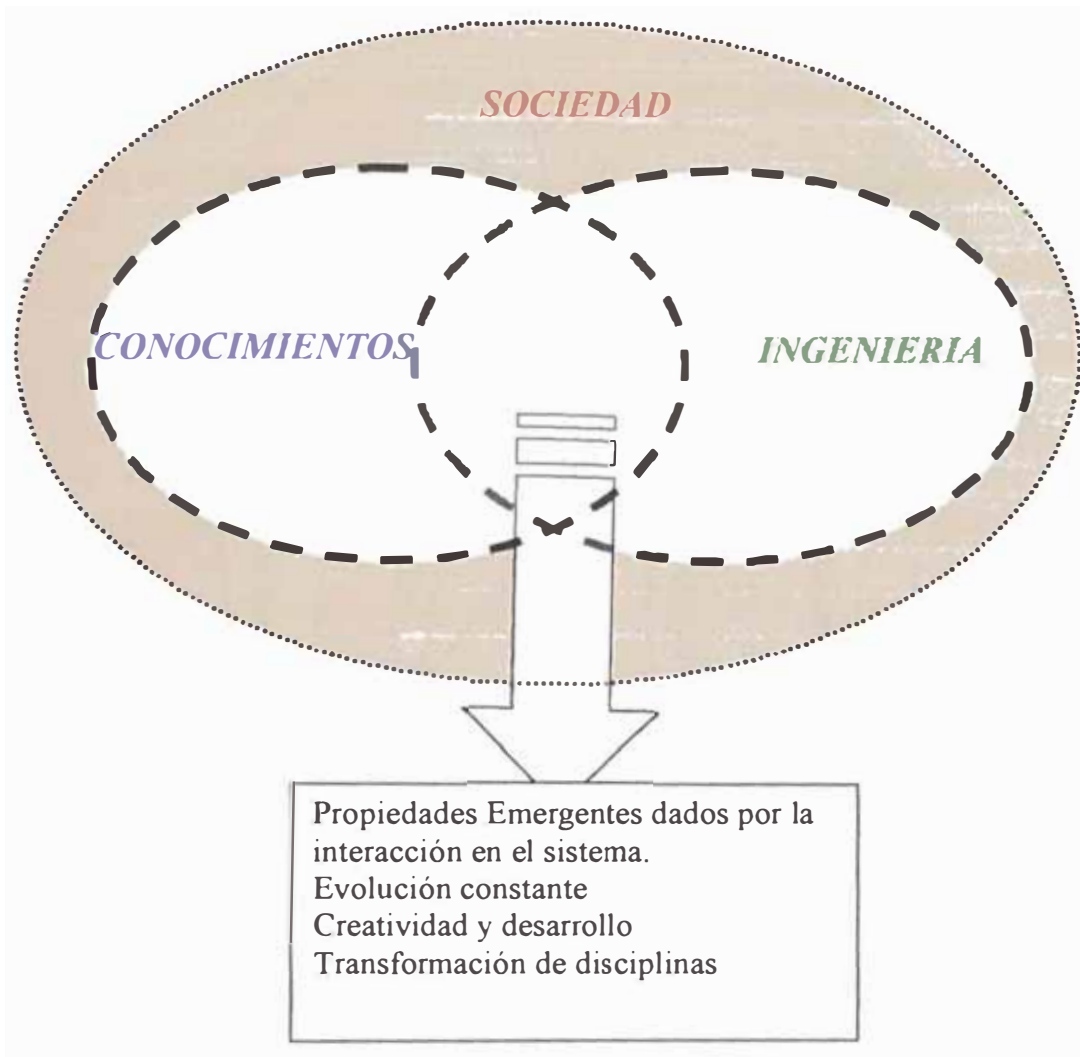 SOCIEDAD
CONOCIMIENTOS
INGENIERIA
Propiedades Emergentes dados por la
interacción en el sistema.
Evolución constante
Creatividad y desarrollo
Transformación de disciplinas